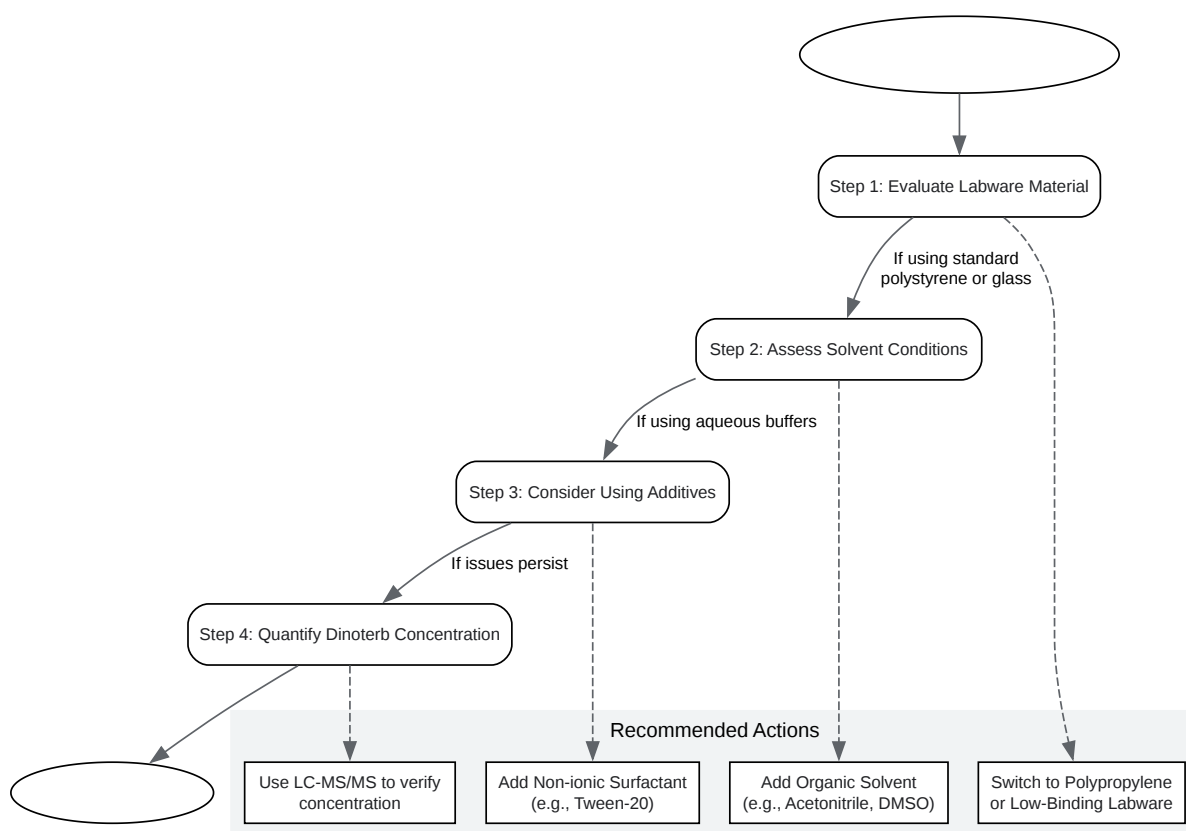 Step 1: Evaluate Labware Material
If using standard
polystyrene or glass
Step 2: Assess Solvent Conditions
If using aqueous buffers
Step 3: Consider Using Additives
If issues persist
Step 4: Quantify Dinoterb Concentration
Recommended Actions
Use LC-MS/MS to verify
concentration
Add Non-ionic Surfactant
(e.g., Tween-20)
Add Organic Solvent
(e.g., Acetonitrile, DMSO)
Switch to Polypropylene
or Low-Binding Labware